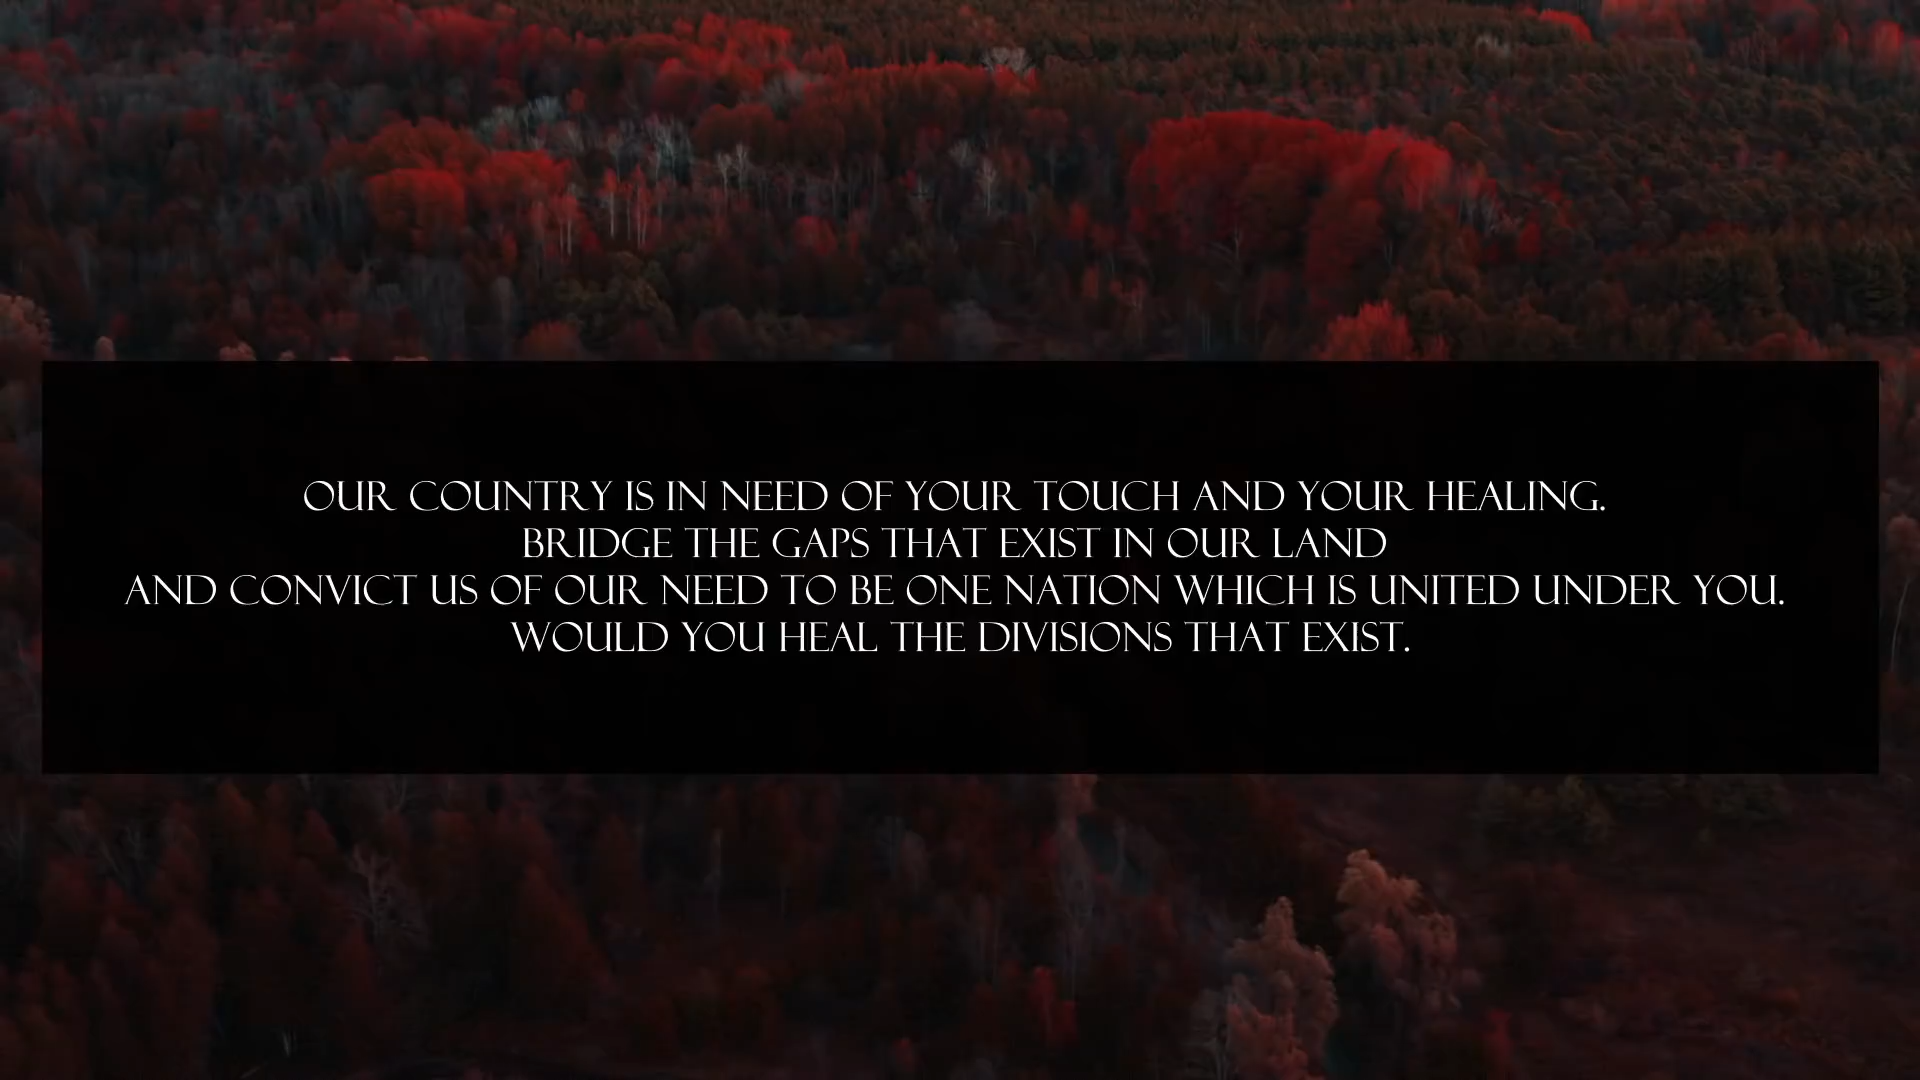 OUR COUNTRY IS IN NEED OF YOUR TOUCH AND YOUR HEALING.
BRIDGE THE GAPS THAT EXIST IN OUR LAND
AND CONVICT US OF OUR NEED TO BE ONE NATION WHICH IS UNITED UNDER YOU.
WOULD YOU HEAL THE DIVISIONS THAT EXIST.